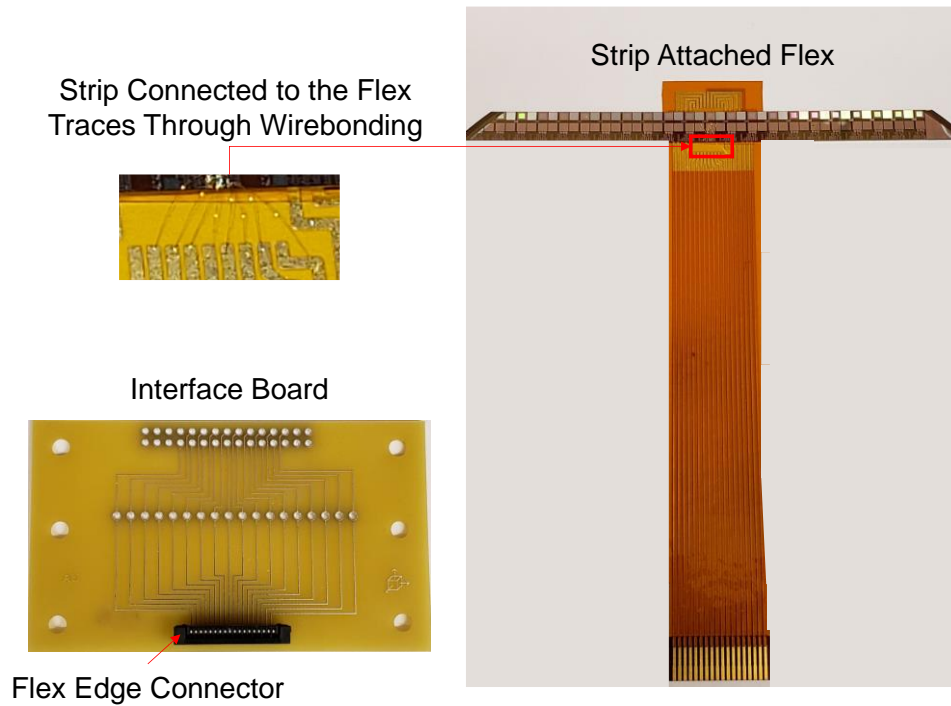 Strip Attached Flex
Strip Connected to the Flex
Traces Through Wirebonding
Interface Board
Flex Edge Connector